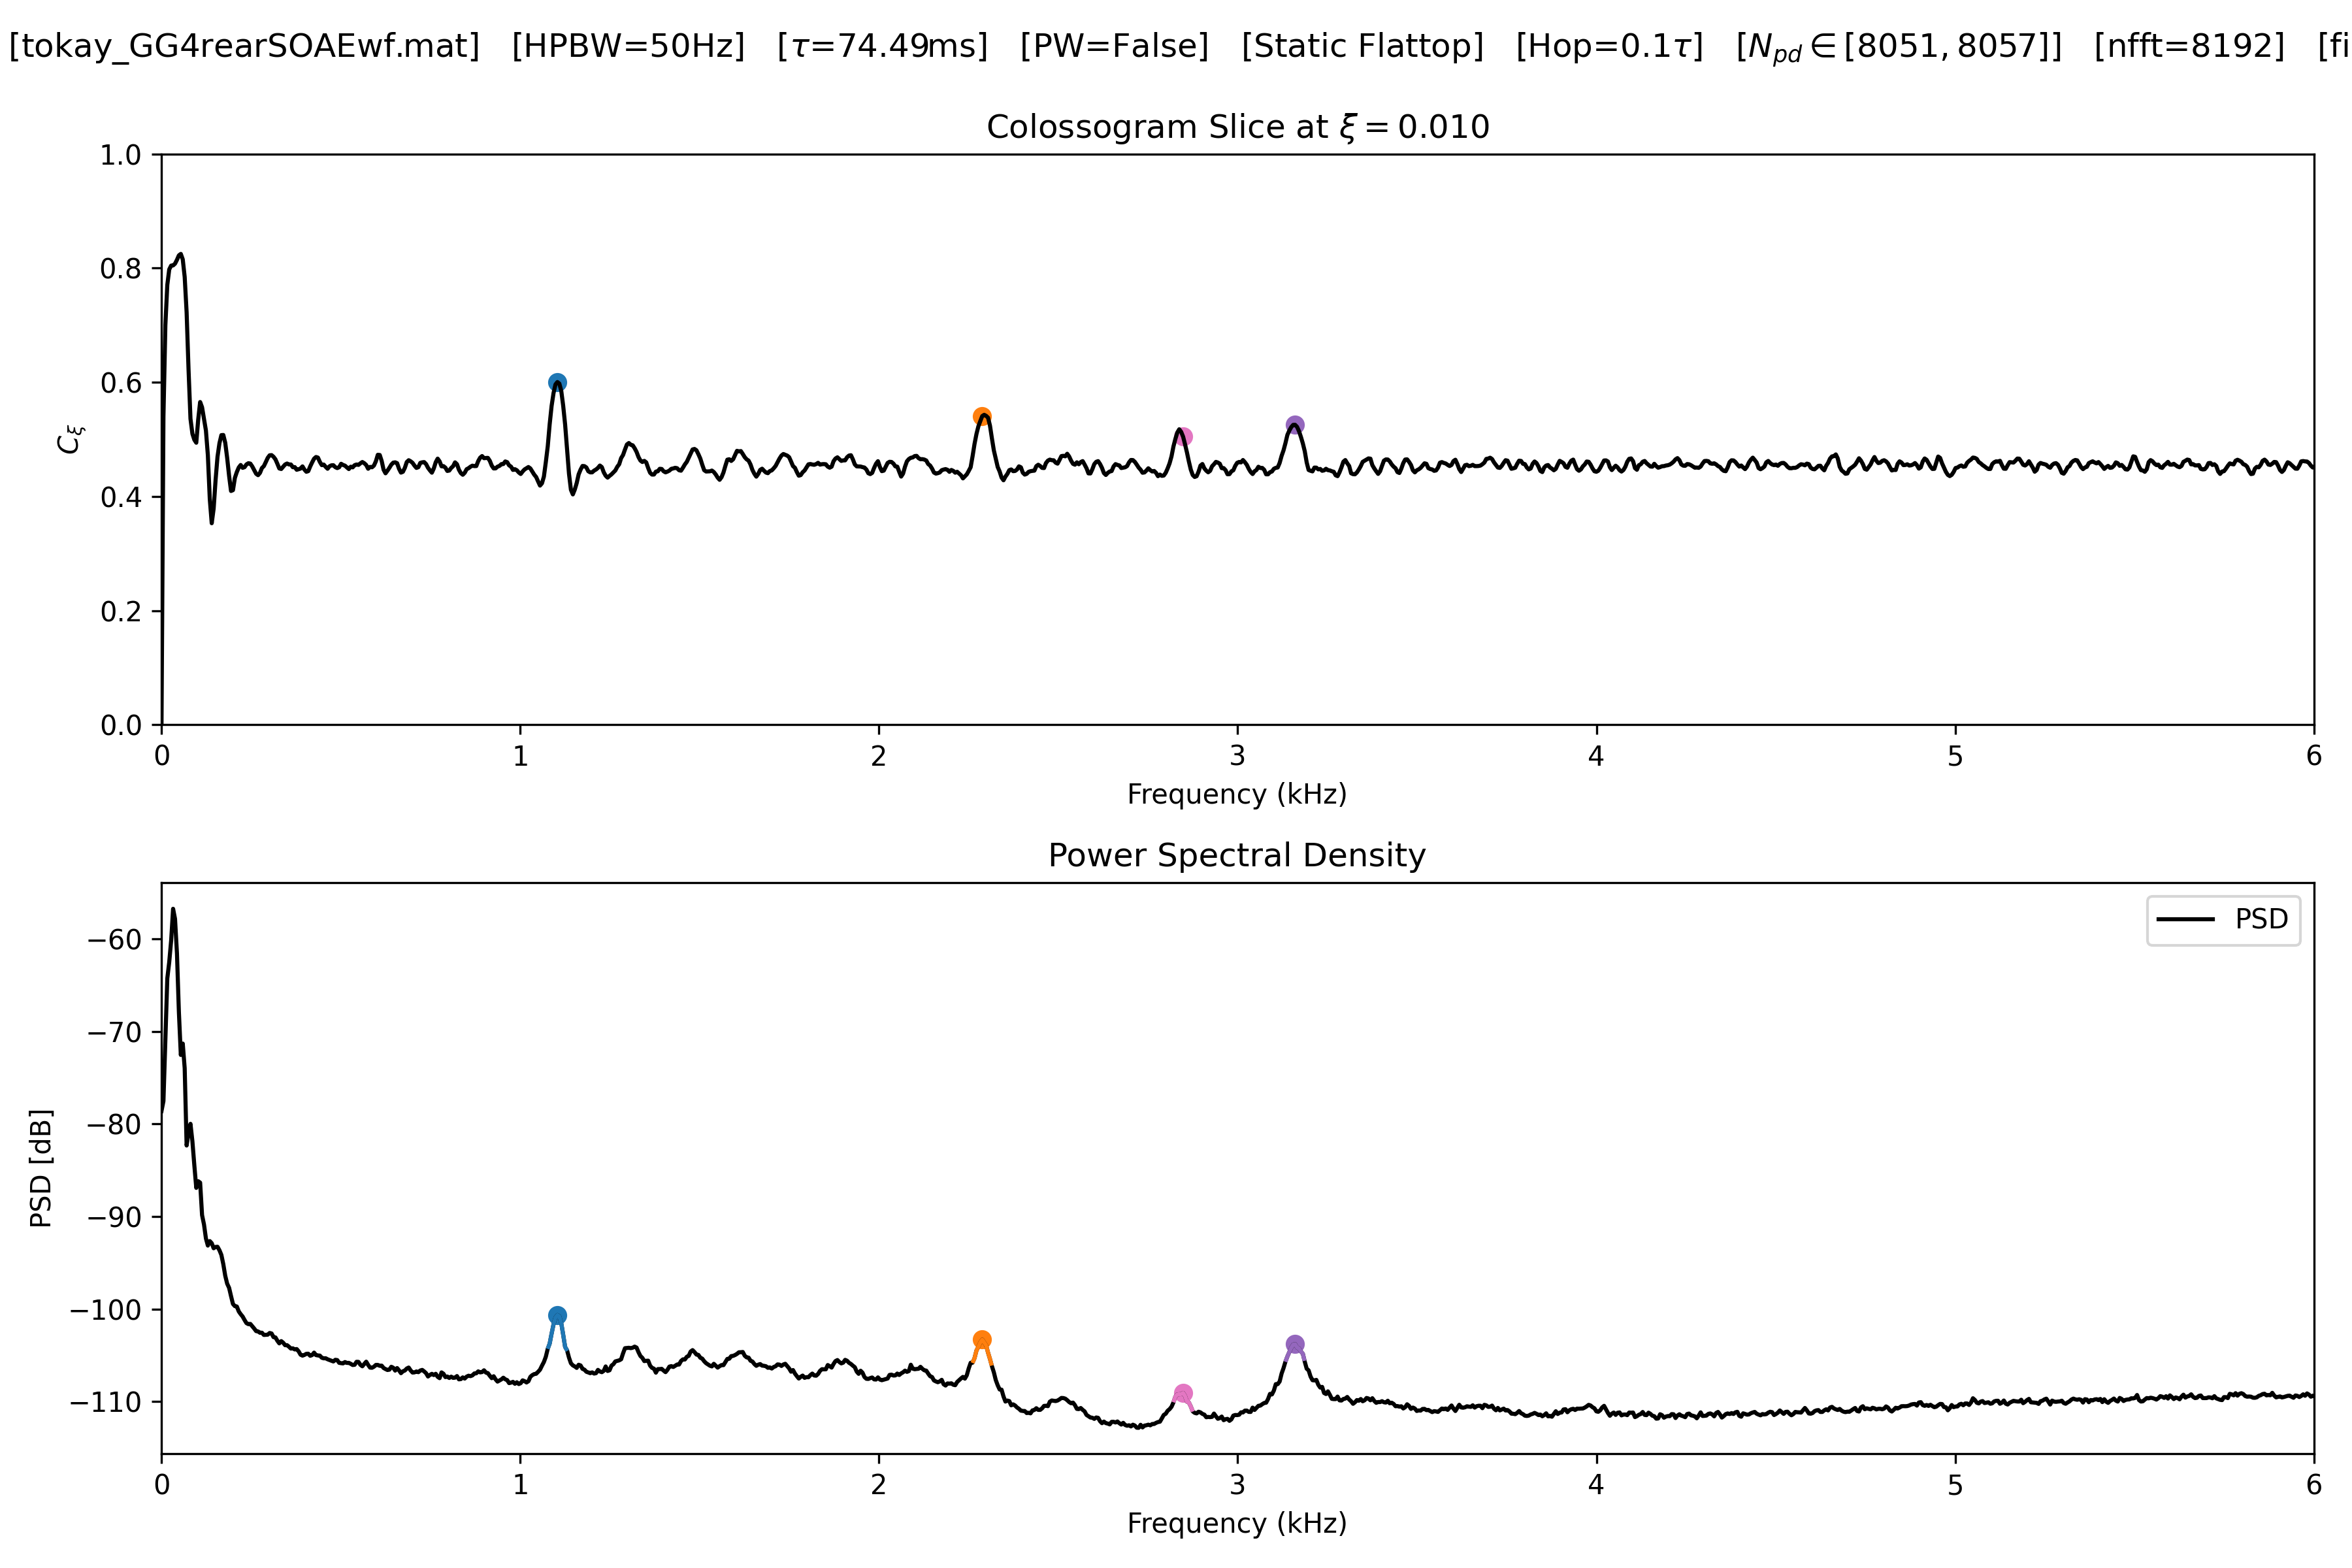 [tokay_GG4rearSOAEwf.mat] [HPBW=50Hz] [τ=74.49ms] [PW=False] [Static Flattop] [Hop=0.1τ] [N_pd ∈ [8051, 8057]] [nfft=8192] [fi
Colossogram Slice at ξ = 0.010
1.0
0.8
0.6
0.4
0.2
0.0
C_ξ
0 1 2 3 4 5 6
Frequency (kHz)
Power Spectral Density
PSD
−60
−70
−80
−90
−100
−110
PSD [dB]
0 1 2 3 4 5 6
Frequency (kHz)